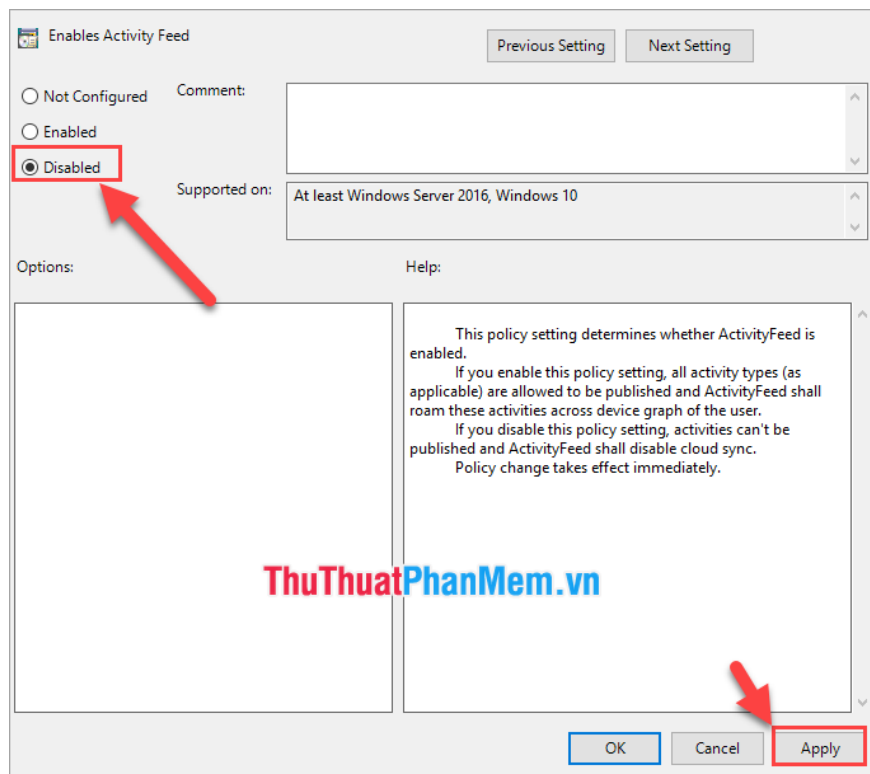 Enables Activity Feed
Previous Setting
Next Setting
Not Configured
Enabled
Disabled
Comment:
Supported on:
At least Windows Server 2016, Windows 10
Options:
Help:
This policy setting determines whether ActivityFeed is
enabled.
If you enable this policy setting, all activity types (as
applicable) are allowed to be published and ActivityFeed shall
roam these activities across device graph of the user.
If you disable this policy setting, activities can't be
published and ActivityFeed shall disable cloud sync.
Policy change takes effect immediately.
ThuThuatPhanMem.vn
OK
Cancel
Apply